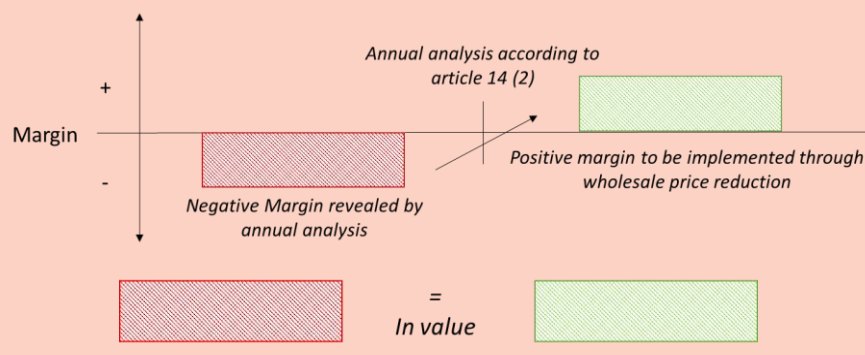 Annual analysis according to
article 14 (2)
+
Margin
-
Positive margin to be implemented through
wholesale price reduction
Negative Margin revealed by
annual analysis
=
In value